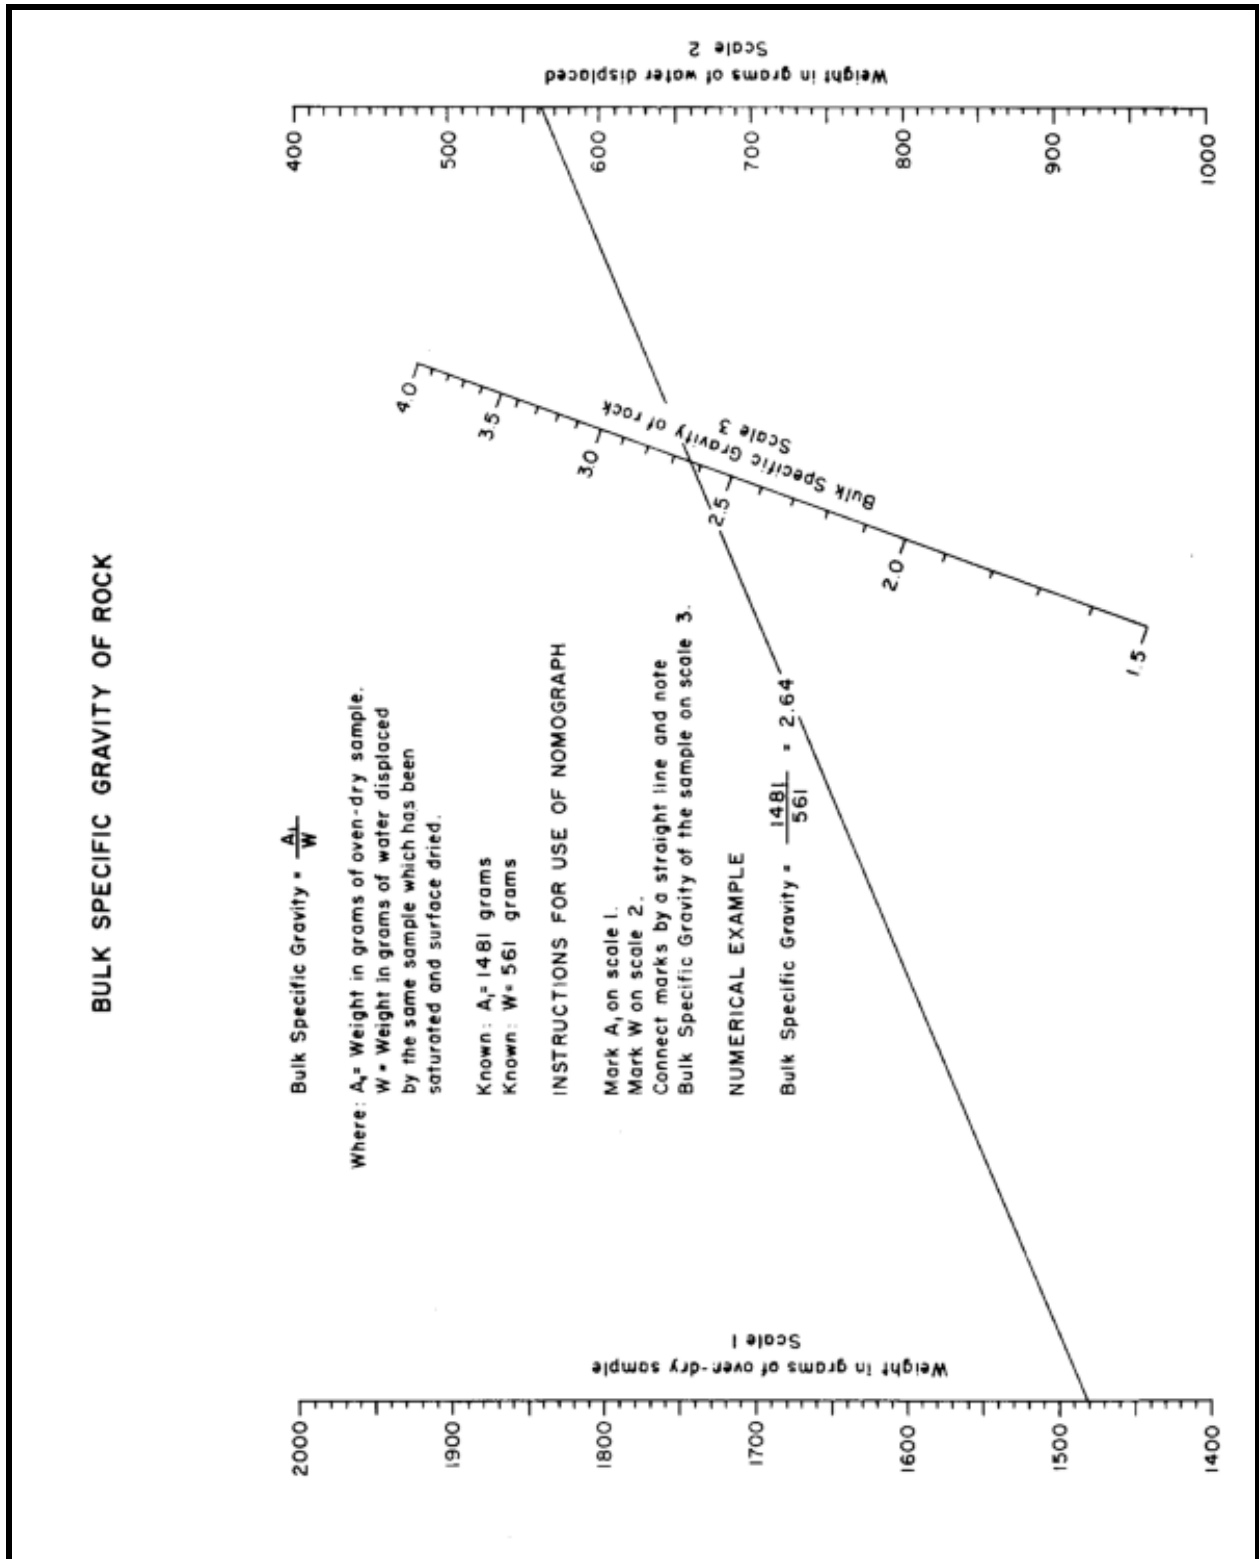 BULK SPECIFIC GRAVITY OF ROCK
Bulk Specific Gravity = A₁/W
Where: A₁= Weight in grams of oven-dry sample.
W = Weight in grams of water displaced
by the same sample which has been
saturated and surface dried.
Known: A₁= 1481 grams
Known: W= 561 grams
INSTRUCTIONS FOR USE OF NOMOGRAPH
Mark A₁ on scale 1.
Mark W on scale 2.
Connect marks by a straight line and note
Bulk Specific Gravity of the sample on scale 3.
NUMERICAL EXAMPLE
Bulk Specific Gravity = 1481/561 = 2.64
Weight in grams of oven-dry sample
Scale 1
2000
1900
1800
1700
1600
1500
1400
Bulk Specific Gravity of rock
Scale 3
4.0
3.5
3.0
2.5
2.0
1.5
Weight in grams of water displaced
Scale 2
400
500
600
700
800
900
1000